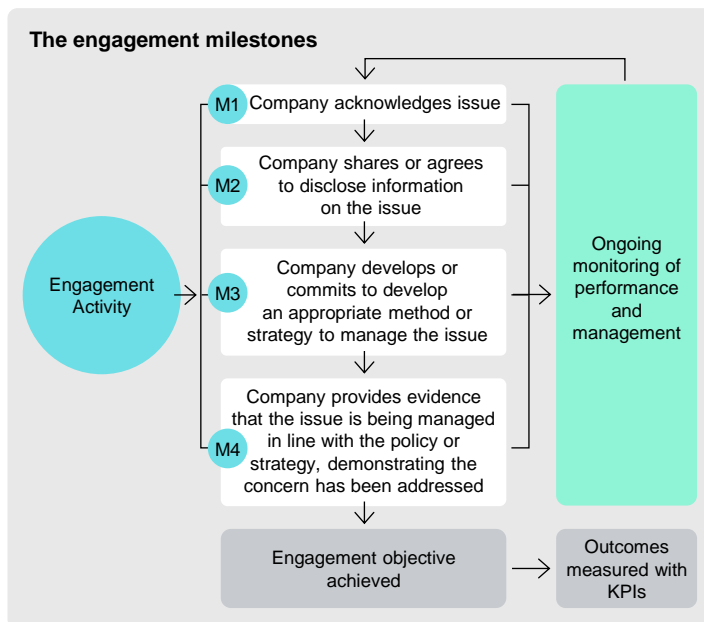 The engagement milestones
M1
Company acknowledges issue
M2
Company shares or agrees
to disclose information
on the issue
Engagement
Activity
M3
Company develops or
commits to develop
an appropriate method or
strategy to manage the issue
M4
Company provides evidence
that the issue is being managed
in line with the policy or
strategy, demonstrating the
concern has been addressed
Ongoing
monitoring of
performance
and
management
Engagement objective
achieved
Outcomes
measured with
KPIs